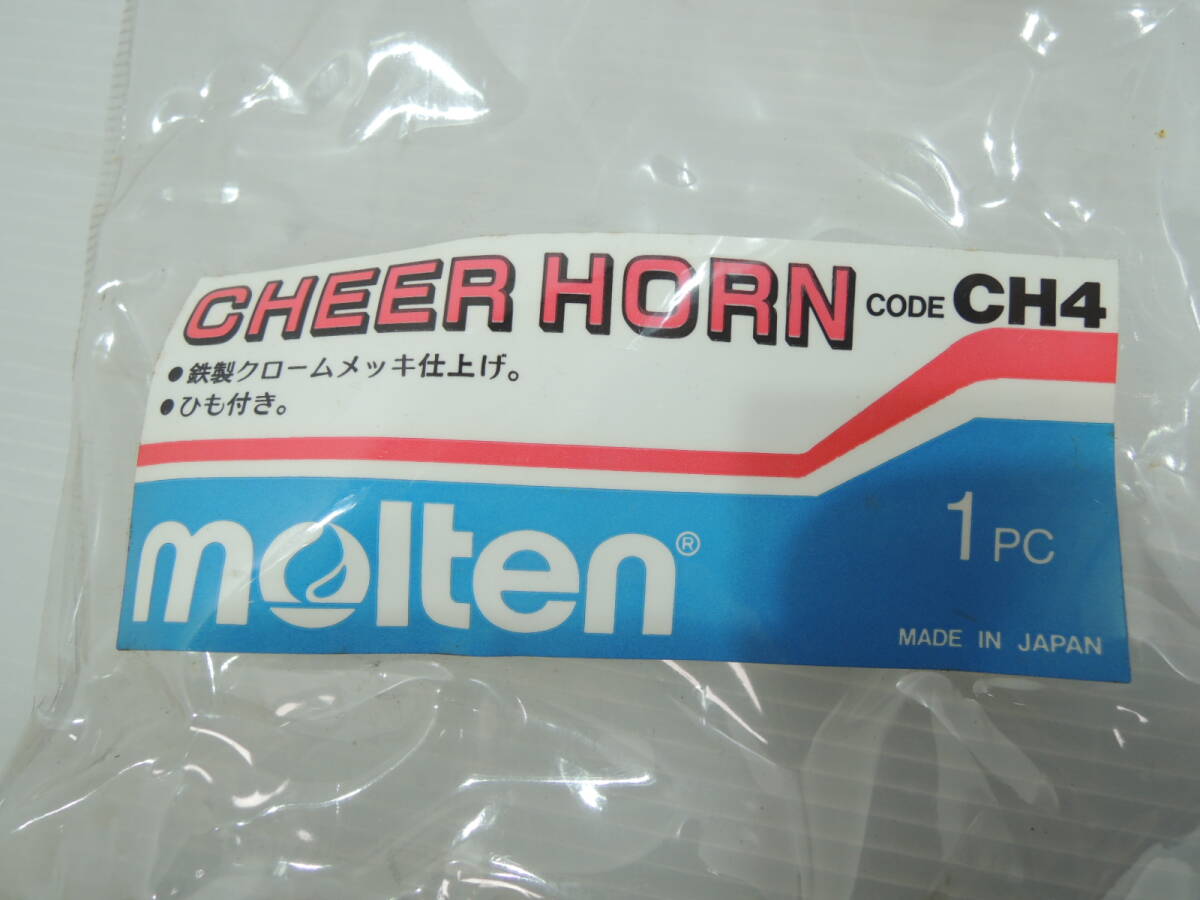 CHEER HORN CODE CH4
●鉄製クロームメッキ仕上げ。
●ひも付き。
molten®
1 PC
MADE IN JAPAN